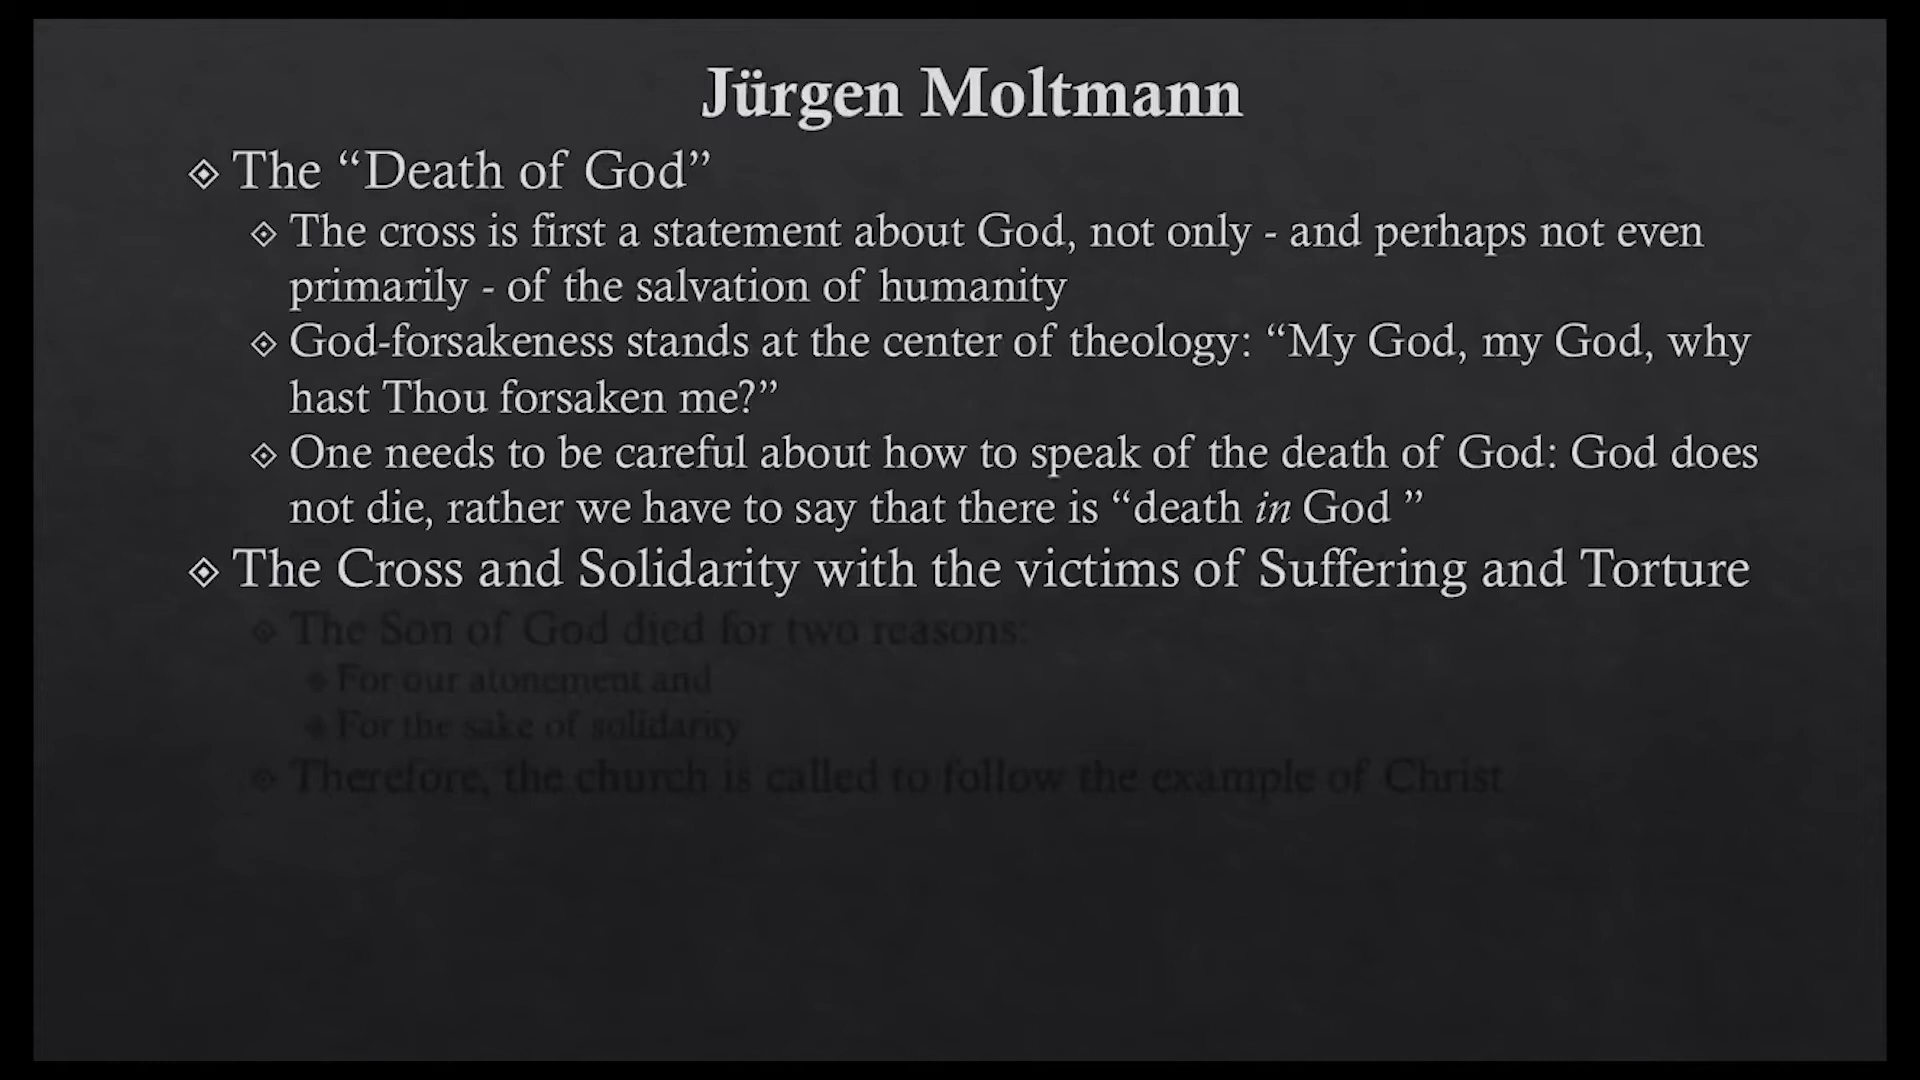 Jürgen Moltmann
The “Death of God”
The cross is first a statement about God, not only - and perhaps not even
primarily - of the salvation of humanity
God-forsakeness stands at the center of theology: “My God, my God, why
hast Thou forsaken me?”
One needs to be careful about how to speak of the death of God: God does
not die, rather we have to say that there is “death in God ”
The Cross and Solidarity with the victims of Suffering and Torture
The Son of God died for two reasons:
For our atonement and
For the sake of solidarity
Therefore, the church is called to follow the example of Christ